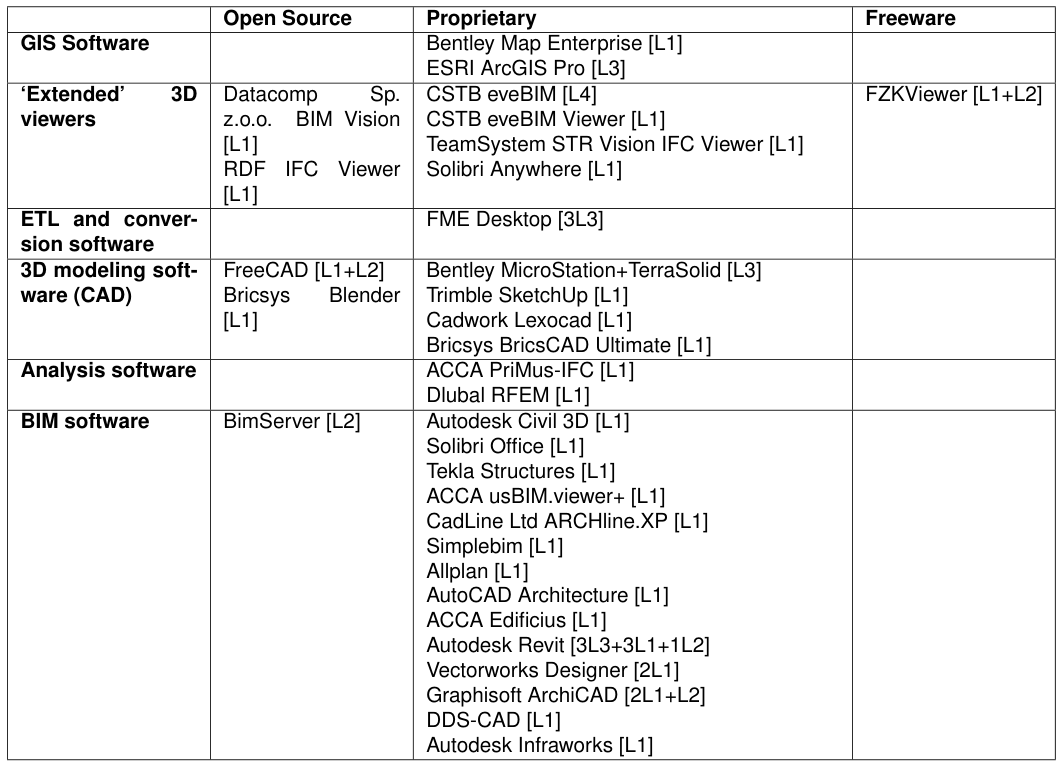 Open Source Proprietary Freeware
GIS Software Bentley Map Enterprise [L1]
ESRI ArcGIS Pro [L3]
‘Extended’ 3D Datacomp Sp. CSTB eveBIM [L4] FZKViewer [L1+L2]
viewers z.o.o. BIM Vision CSTB eveBIM Viewer [L1]
[L1] TeamSystem STR Vision IFC Viewer [L1]
RDF IFC Viewer Solibri Anywhere [L1]
[L1]
ETL and conver- FME Desktop [3L3]
sion software
3D modeling soft- FreeCAD [L1+L2] Bentley MicroStation+TerraSolid [L3]
ware (CAD) Bricsys Blender Trimble SketchUp [L1]
[L1] Cadwork Lexocad [L1]
Bricsys BricsCAD Ultimate [L1]
Analysis software ACCA PriMus-IFC [L1]
Dlubal RFEM [L1]
BIM software BimServer [L2] Autodesk Civil 3D [L1]
Solibri Office [L1]
Tekla Structures [L1]
ACCA usBIM.viewer+ [L1]
CadLine Ltd ARCHline.XP [L1]
Simplebim [L1]
Allplan [L1]
AutoCAD Architecture [L1]
ACCA Edificius [L1]
Autodesk Revit [3L3+3L1+1L2]
Vectorworks Designer [2L1]
Graphisoft ArchiCAD [2L1+L2]
DDS-CAD [L1]
Autodesk Infraworks [L1]